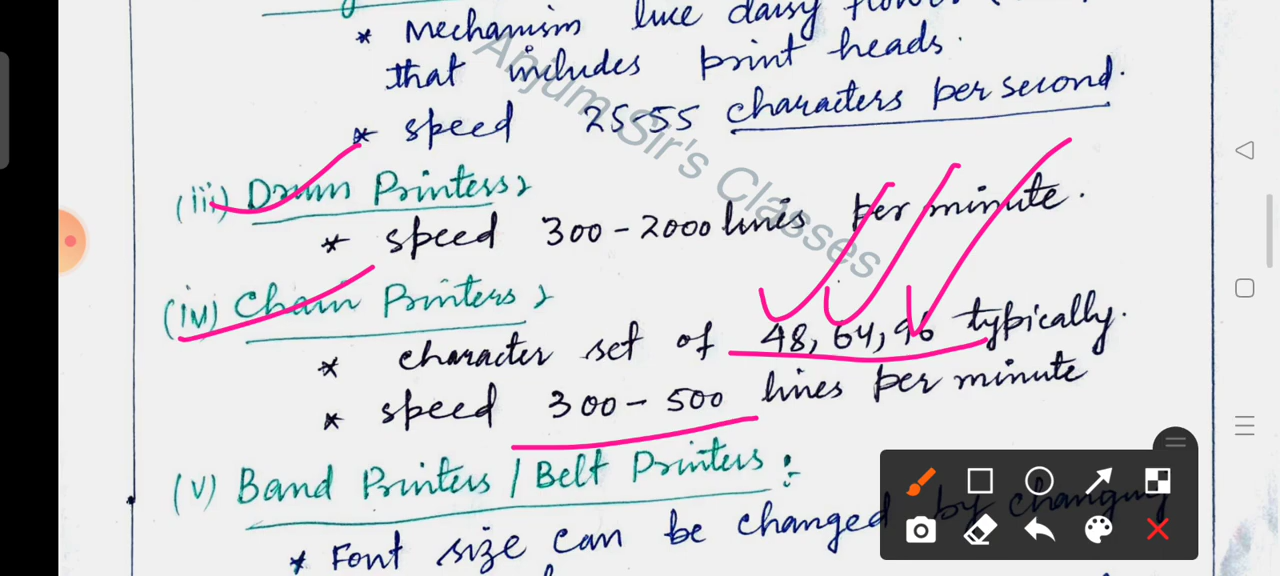 * Mechanism like daisy flower
that includes print heads.
* speed 25-55 characters per second.
(iii) Drum Printers :
* speed 300-2000 lines per minute.
(iv) Chain Printers :
* character set of 48, 64, 96 typically.
* speed 300-500 lines per minute
(v) Band Printers / Belt Printers :-
* Font size can be changed by changing
Anjum Sir's Classes